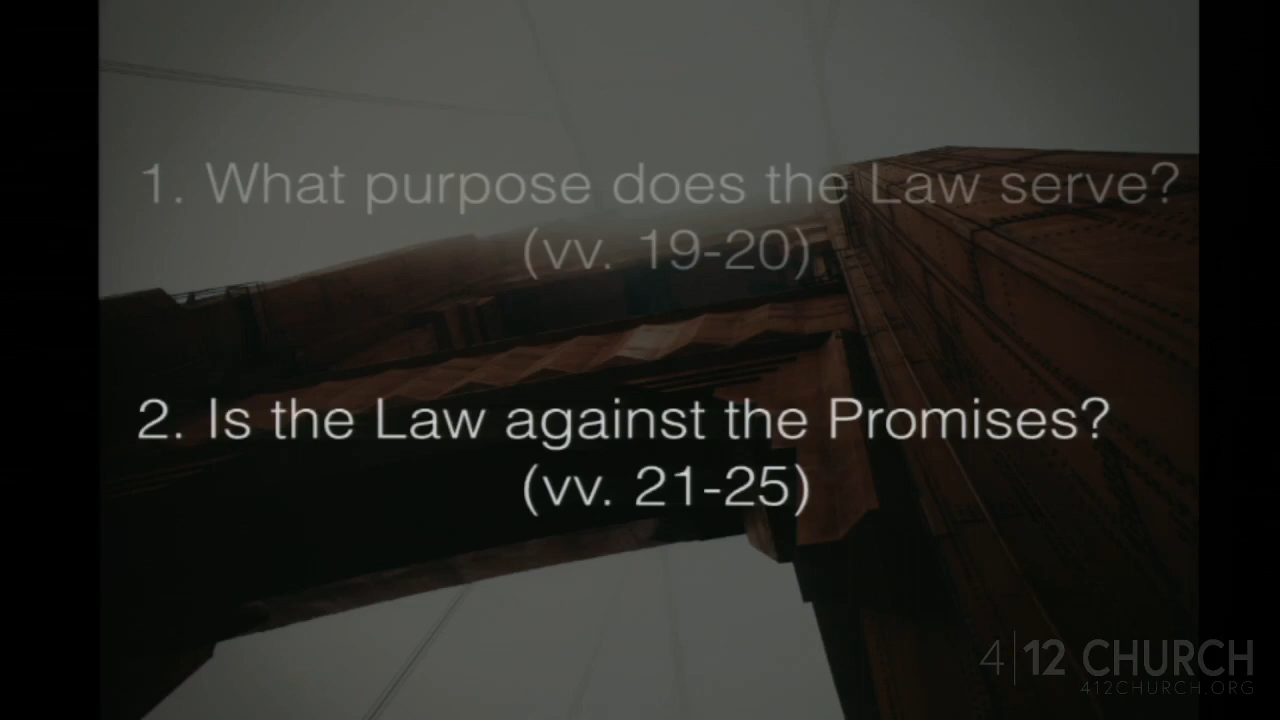 1. What purpose does the Law serve?
(vv. 19-20)
2. Is the Law against the Promises?
(vv. 21-25)
4|12 CHURCH
412CHURCH.ORG